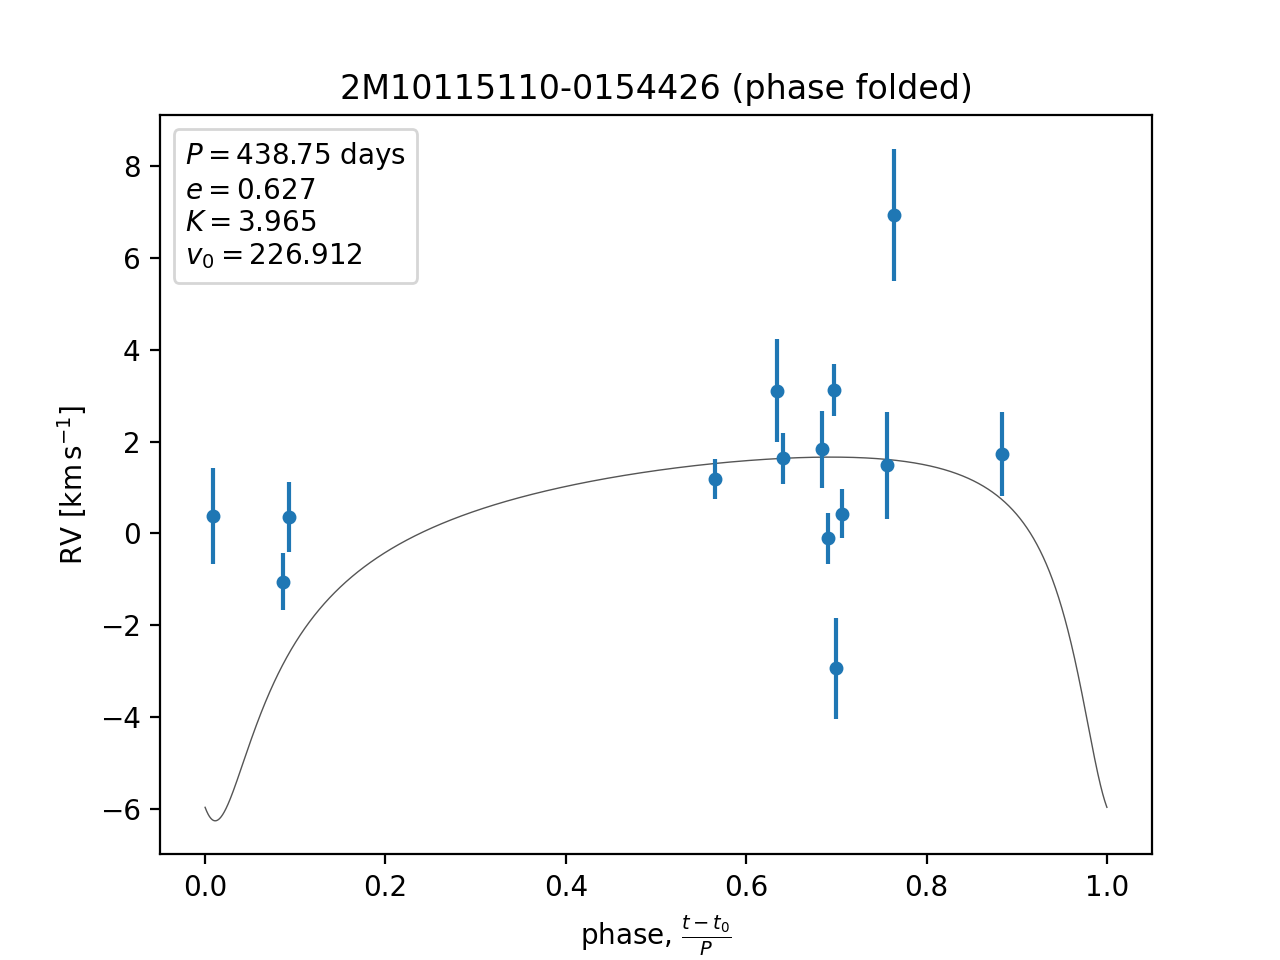 2M10115110-0154426 (phase folded)
P = 438.75 days
e = 0.627
K = 3.965
v₀ = 226.912
8
6
4
2
0
−2
−4
−6
RV [km s⁻¹]
0.0 0.2 0.4 0.6 0.8 1.0
phase, (t − t₀)/P